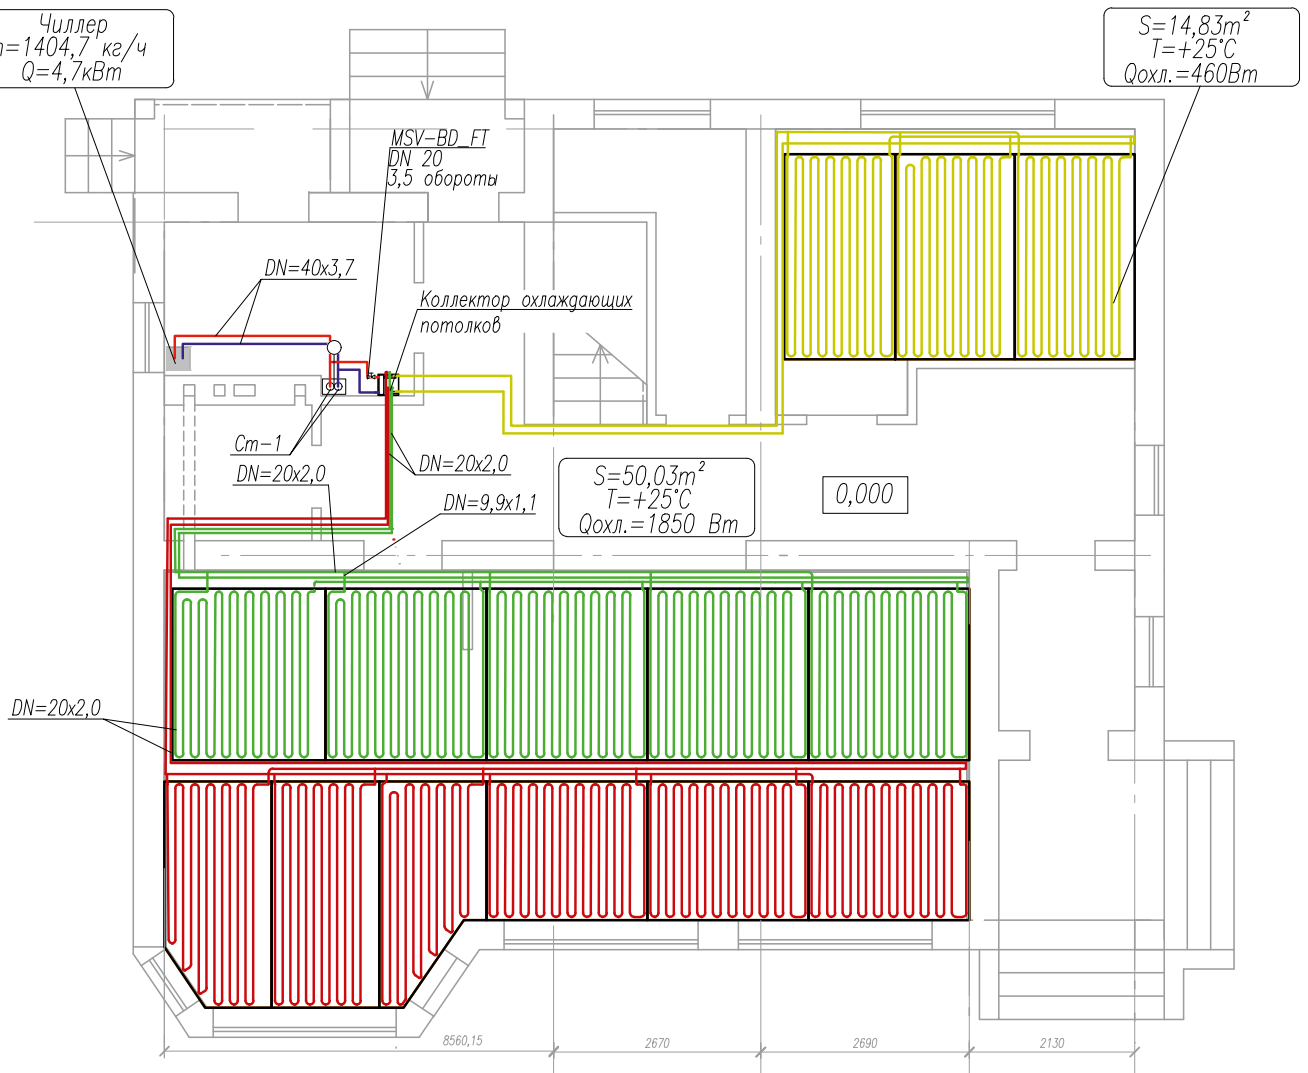 Чиллер
=1404,7 кг/ч
Q=4,7кВт
S=14,83м²
T=+25°C
Qохл.=460Вт
MSV-BD_FT
DN 20
3,5 обороты
DN=40x3,7
Коллектор охлаждающих
потолков
Ст-1
DN=20x2,0
DN=20x2,0
DN=9,9x1,1
S=50,03м²
T=+25°C
Qохл.=1850 Вт
0,000
DN=20x2,0
8560,15
2670
2690
2130